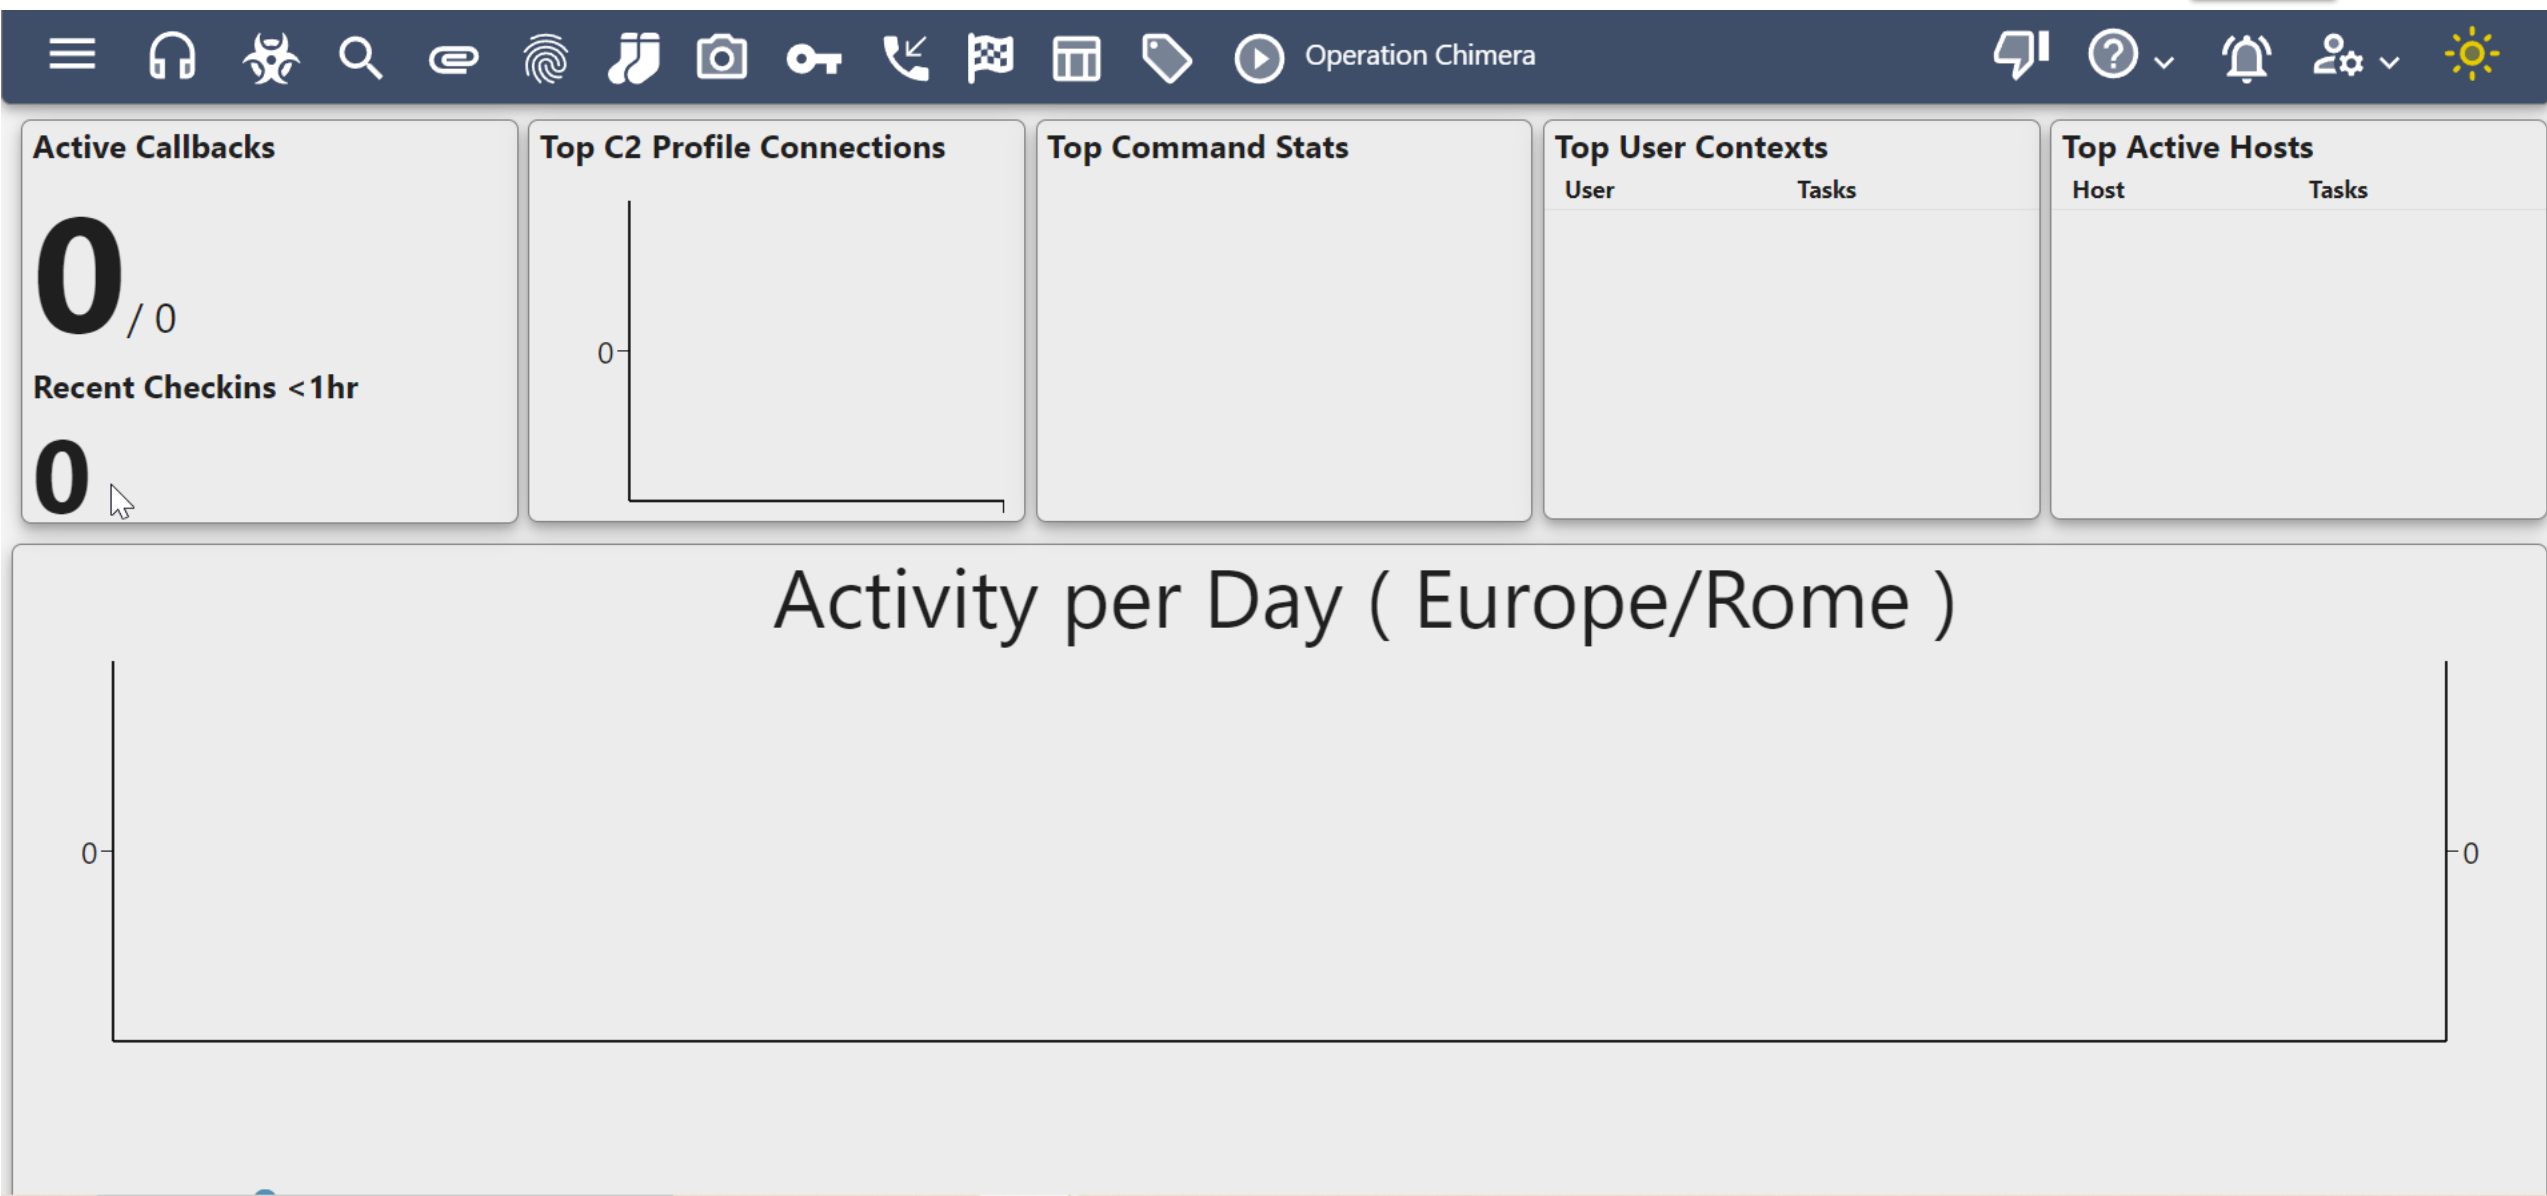 Operation Chimera
Active Callbacks
0 / 0
Recent Checkins <1hr
0
Top C2 Profile Connections
0
Top Command Stats
Top User Contexts
User Tasks
Top Active Hosts
Host Tasks
Activity per Day ( Europe/Rome )
0 0